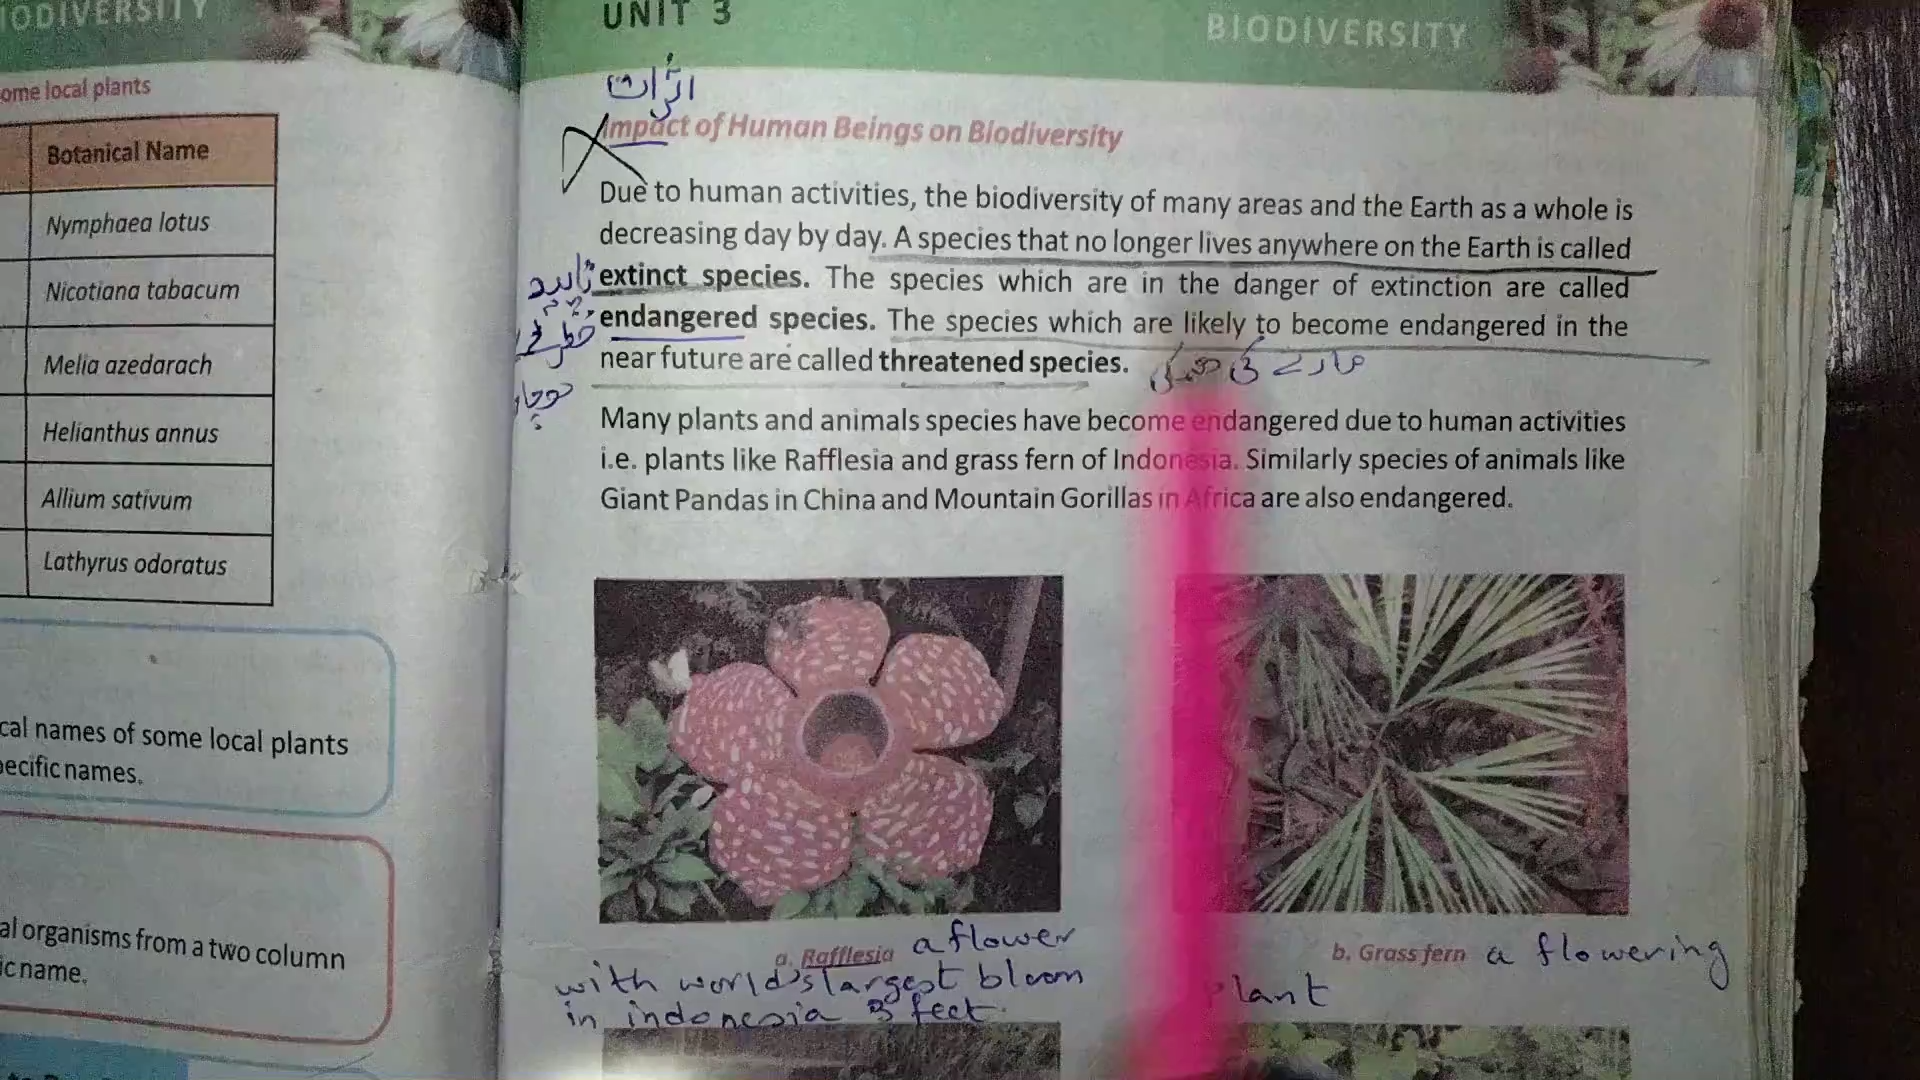 IODIVERSITY
ome local plants
Botanical Name
Nymphaea lotus
Nicotiana tabacum
Melia azedarach
Helianthus annus
Allium sativum
Lathyrus odoratus
cal names of some local plants
pecific names.
al organisms from a two column
ic name.
UNIT 3
BIODIVERSITY
اثرات
Impact of Human Beings on Biodiversity
Due to human activities, the biodiversity of many areas and the Earth as a whole is
decreasing day by day. A species that no longer lives anywhere on the Earth is called
extinct species. The species which are in the danger of extinction are called
endangered species. The species which are likely to become endangered in the
near future are called threatened species.
Many plants and animals species have become endangered due to human activities
i.e. plants like Rafflesia and grass fern of Indonesia. Similarly species of animals like
Giant Pandas in China and Mountain Gorillas in Africa are also endangered.
a. Rafflesia a flower
with world's largest bloom
in indonesia 3 feet.
b. Grass fern a flowering
plant